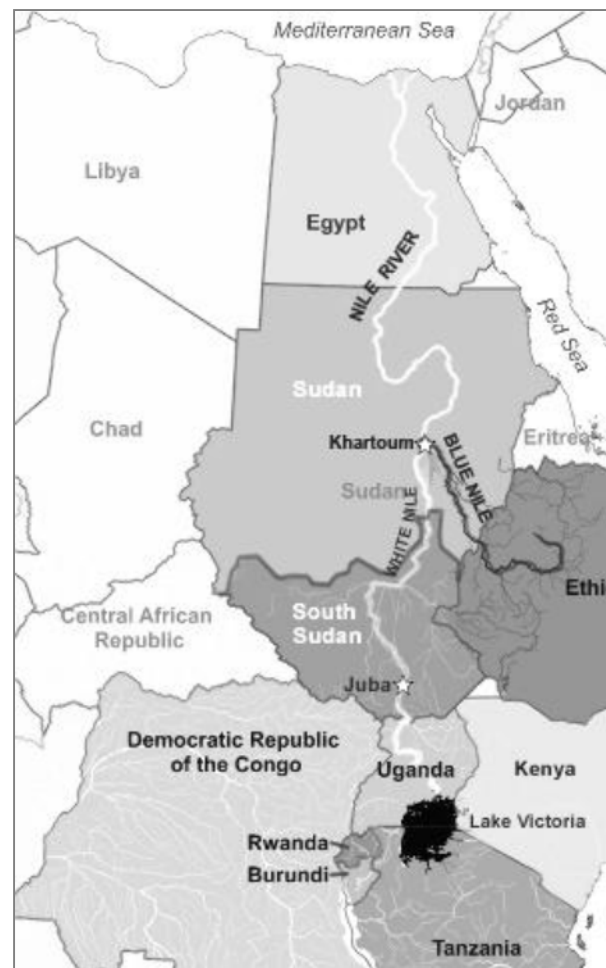 Mediterranean Sea
Jordan
Libya
Egypt
NILE RIVER
Red Sea
Sudan
Chad
Khartoum
BLUE NILE
Eritrea
Sudan
WHITE NILE
Ethi
South
Sudan
Central African
Republic
Juba
Democratic Republic
of the Congo
Uganda
Kenya
Lake Victoria
Rwanda
Burundi
Tanzania